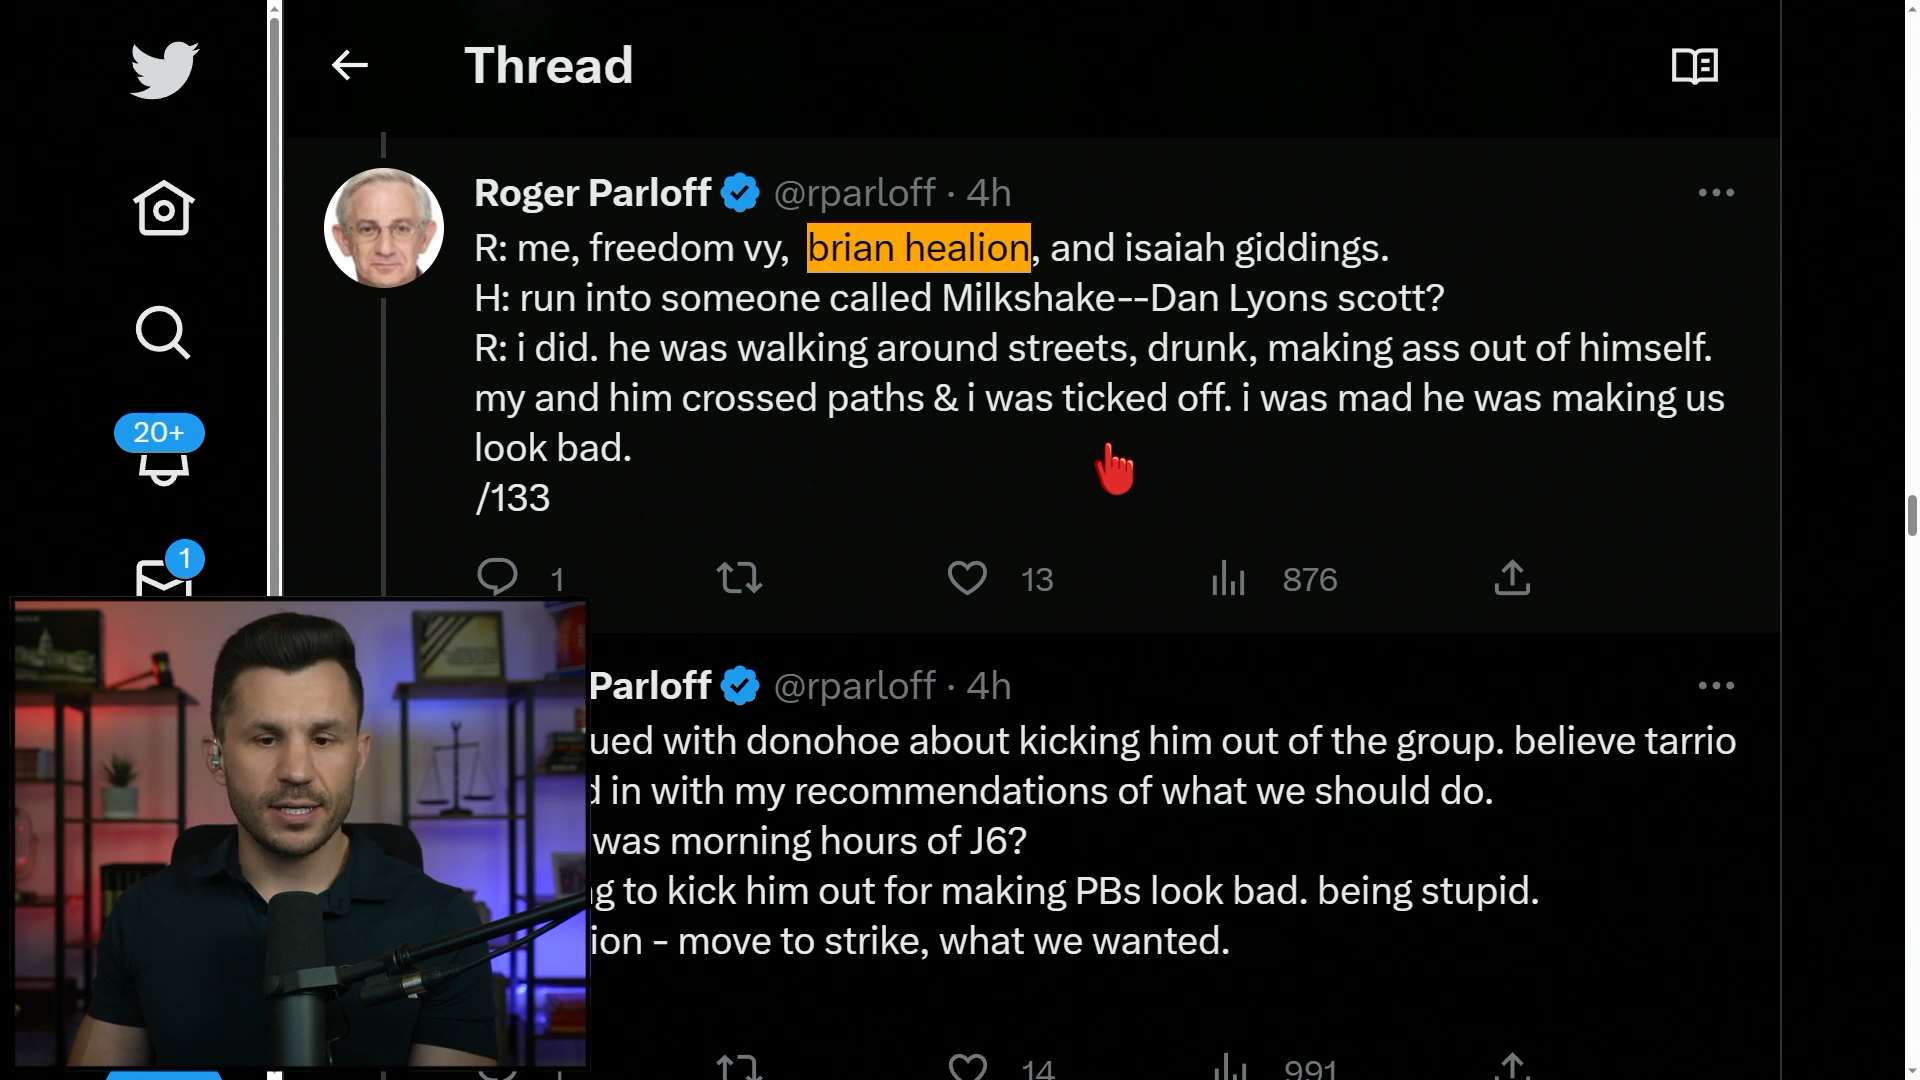 Thread
Roger Parloff @rparloff · 4h
R: me, freedom vy, brian healion, and isaiah giddings.
H: run into someone called Milkshake--Dan Lyons scott?
R: i did. he was walking around streets, drunk, making ass out of himself.
my and him crossed paths & i was ticked off. i was mad he was making us
look bad.
/133
20+
1
1 13 876
Parloff @rparloff · 4h
ued with donohoe about kicking him out of the group. believe tarrio
d in with my recommendations of what we should do.
was morning hours of J6?
g to kick him out for making PBs look bad. being stupid.
ion - move to strike, what we wanted.
14 991